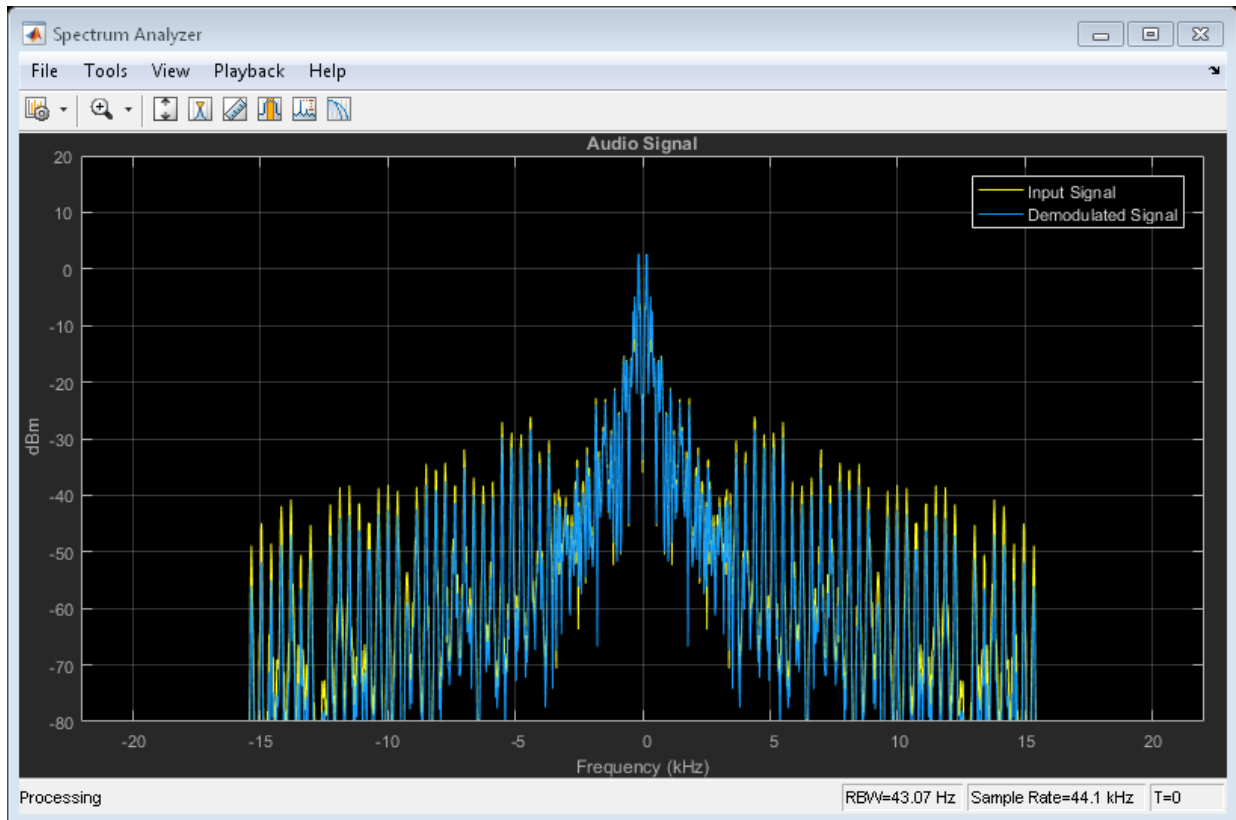 Spectrum Analyzer
File Tools View Playback Help
Audio Signal
Input Signal
Demodulated Signal
20
10
0
-10
-20
-30
-40
-50
-60
-70
-80
dBm
-20 -15 -10 -5 0 5 10 15 20
Frequency (kHz)
Processing RBW=43.07 Hz Sample Rate=44.1 kHz T=0